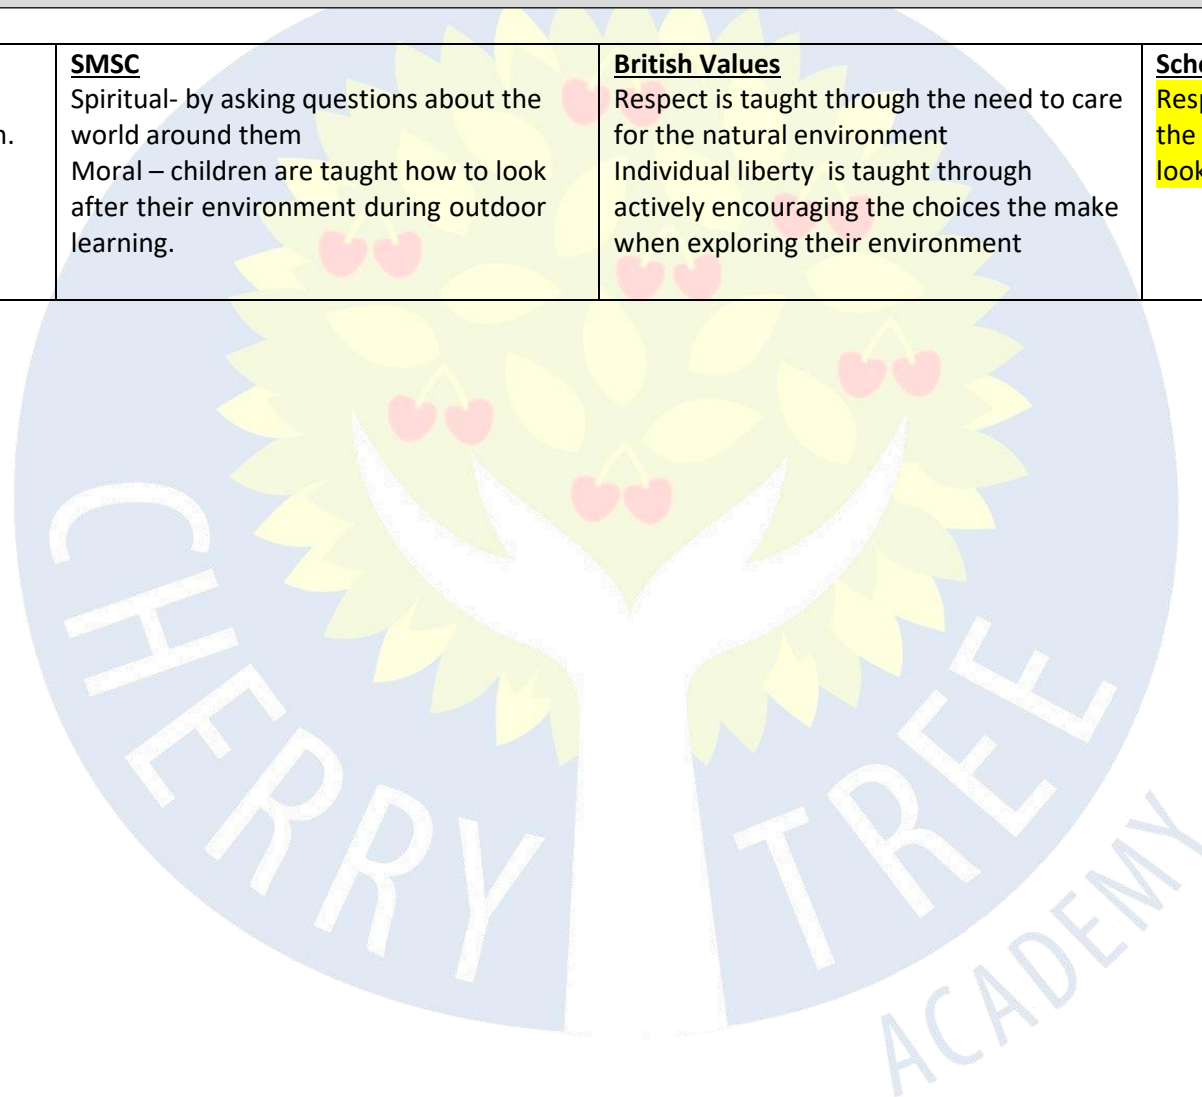 SMSC
Spiritual- by asking questions about the
world around them
Moral – children are taught how to look
after their environment during outdoor
learning.
British Values
Respect is taught through the need to care
for the natural environment
Individual liberty  is taught through
actively encouraging the choices the make
when exploring their environment
the
CHERRY TREE
ACADEMY